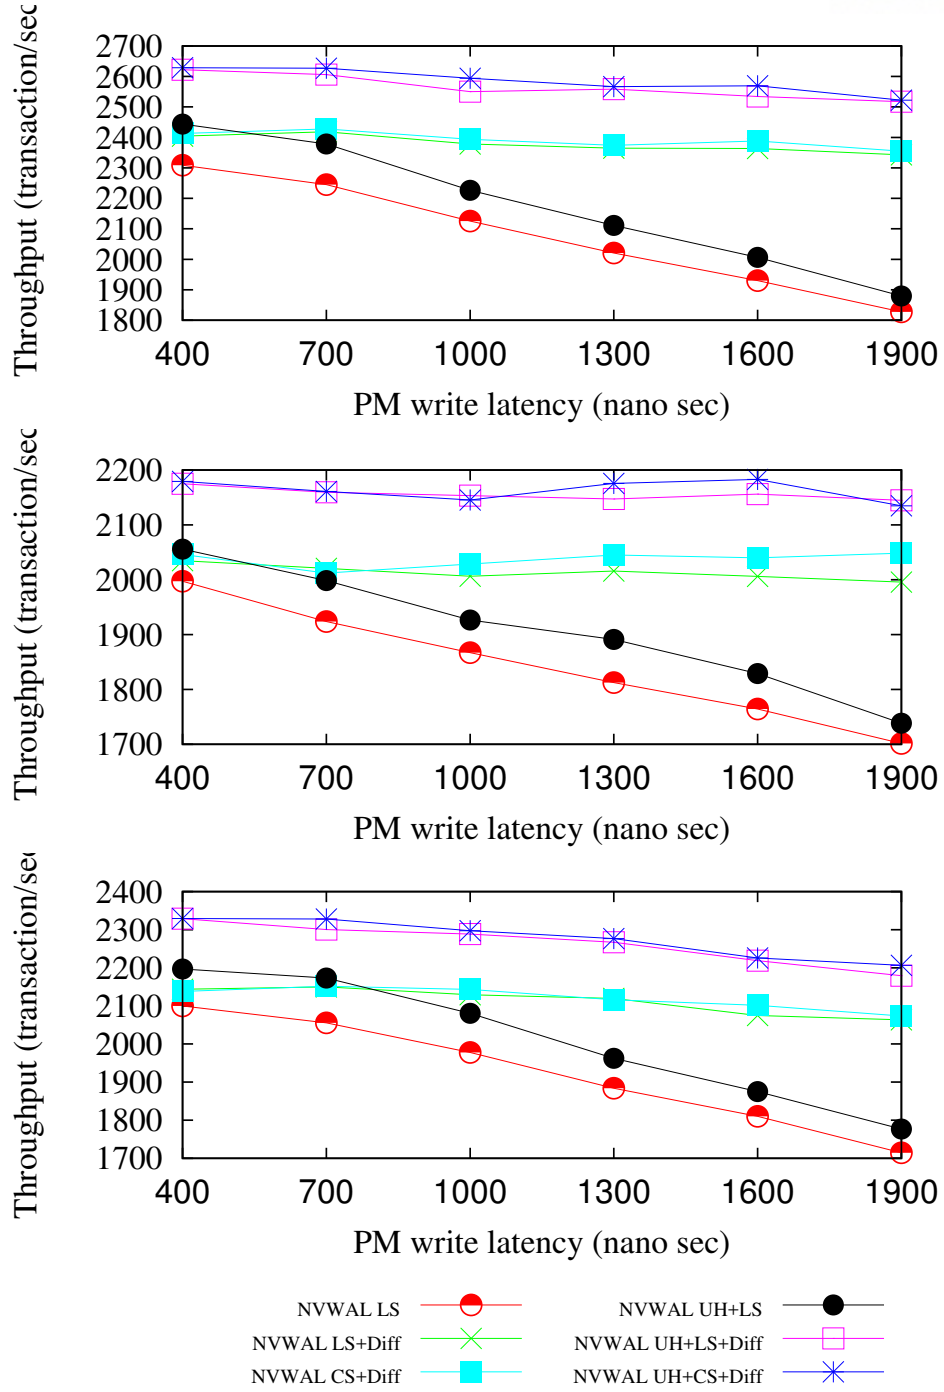 Throughput (transaction/sec
2700
2600
2500
2400
2300
2200
2100
2000
1900
1800
400 700 1000 1300 1600 1900
PM write latency (nano sec)
Throughput (transaction/sec
2200
2100
2000
1900
1800
1700
400 700 1000 1300 1600 1900
PM write latency (nano sec)
Throughput (transaction/sec
2400
2300
2200
2100
2000
1900
1800
1700
400 700 1000 1300 1600 1900
PM write latency (nano sec)
NVWAL LS NVWAL UH+LS
NVWAL LS+Diff NVWAL UH+LS+Diff
NVWAL CS+Diff NVWAL UH+CS+Diff